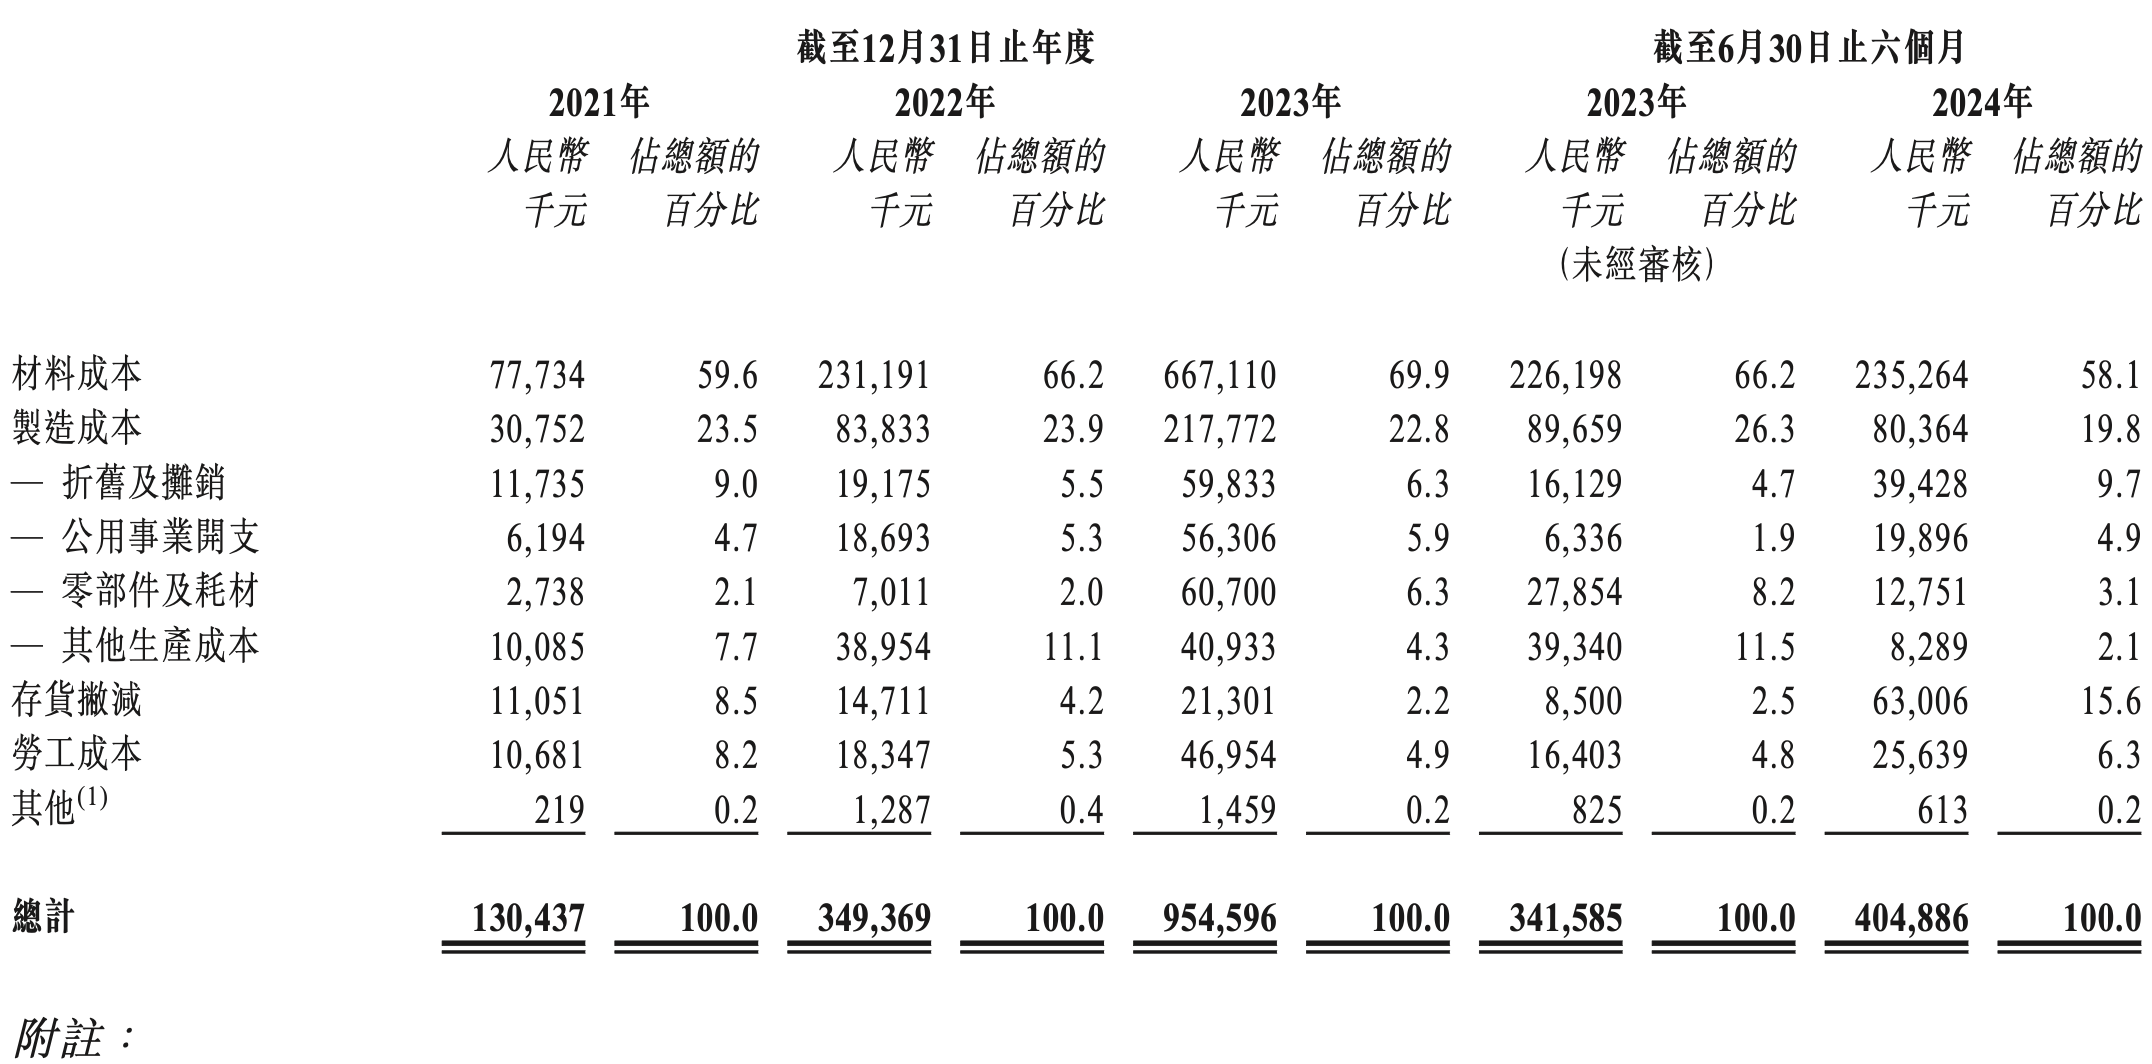 截至12月31日止年度 截至6月30日止六個月
2021年 2022年 2023年 2023年 2024年
人民幣 佔總額的 人民幣 佔總額的 人民幣 佔總額的 人民幣 佔總額的 人民幣 佔總額的
千元 百分比 千元 百分比 千元 百分比 千元 百分比 千元 百分比
(未經審核)
材料成本 77,734 59.6 231,191 66.2 667,110 69.9 226,198 66.2 235,264 58.1
製造成本 30,752 23.5 83,833 23.9 217,772 22.8 89,659 26.3 80,364 19.8
— 折舊及攤銷 11,735 9.0 19,175 5.5 59,833 6.3 16,129 4.7 39,428 9.7
— 公用事業開支 6,194 4.7 18,693 5.3 56,306 5.9 6,336 1.9 19,896 4.9
— 零部件及耗材 2,738 2.1 7,011 2.0 60,700 6.3 27,854 8.2 12,751 3.1
— 其他生產成本 10,085 7.7 38,954 11.1 40,933 4.3 39,340 11.5 8,289 2.1
存貨撇減 11,051 8.5 14,711 4.2 21,301 2.2 8,500 2.5 63,006 15.6
勞工成本 10,681 8.2 18,347 5.3 46,954 4.9 16,403 4.8 25,639 6.3
其他(1) 219 0.2 1,287 0.4 1,459 0.2 825 0.2 613 0.2
總計 130,437 100.0 349,369 100.0 954,596 100.0 341,585 100.0 404,886 100.0
附註：